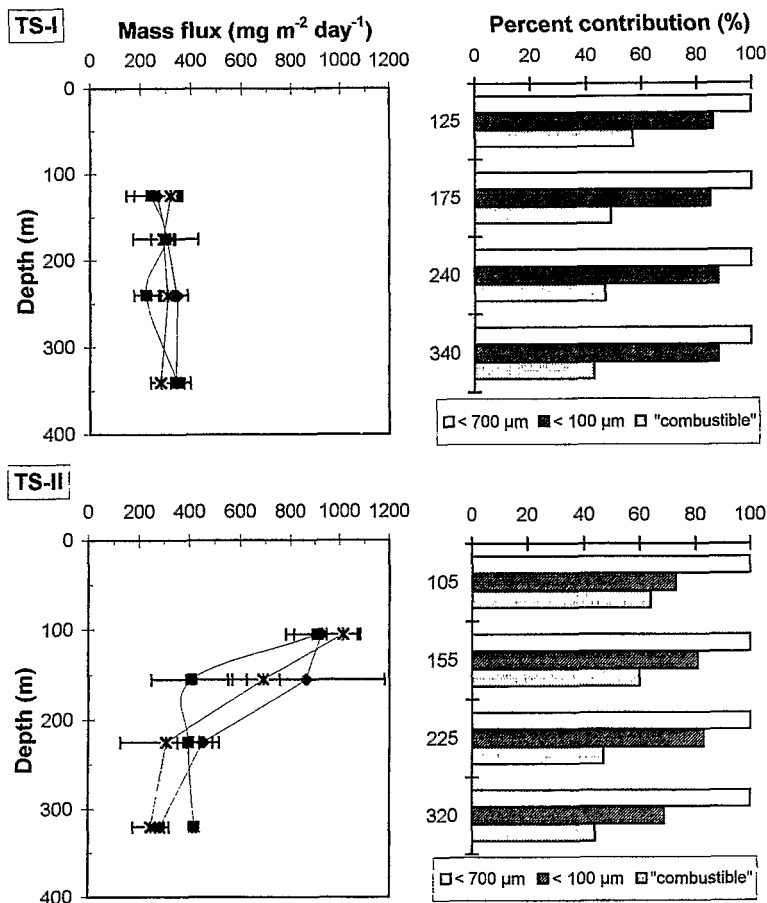 TS-I
Mass flux (mg m⁻² day⁻¹)
0 200 400 600 800 1000 1200
0
100
200
300
400
Depth (m)
Percent contribution (%)
0 20 40 60 80 100
125
175
240
340
< 700 µm < 100 µm "combustible"
TS-II
0 200 400 600 800 1000 1200
0
100
200
300
400
Depth (m)
0 20 40 60 80 100
105
155
225
320
< 700 µm < 100 µm "combustible"